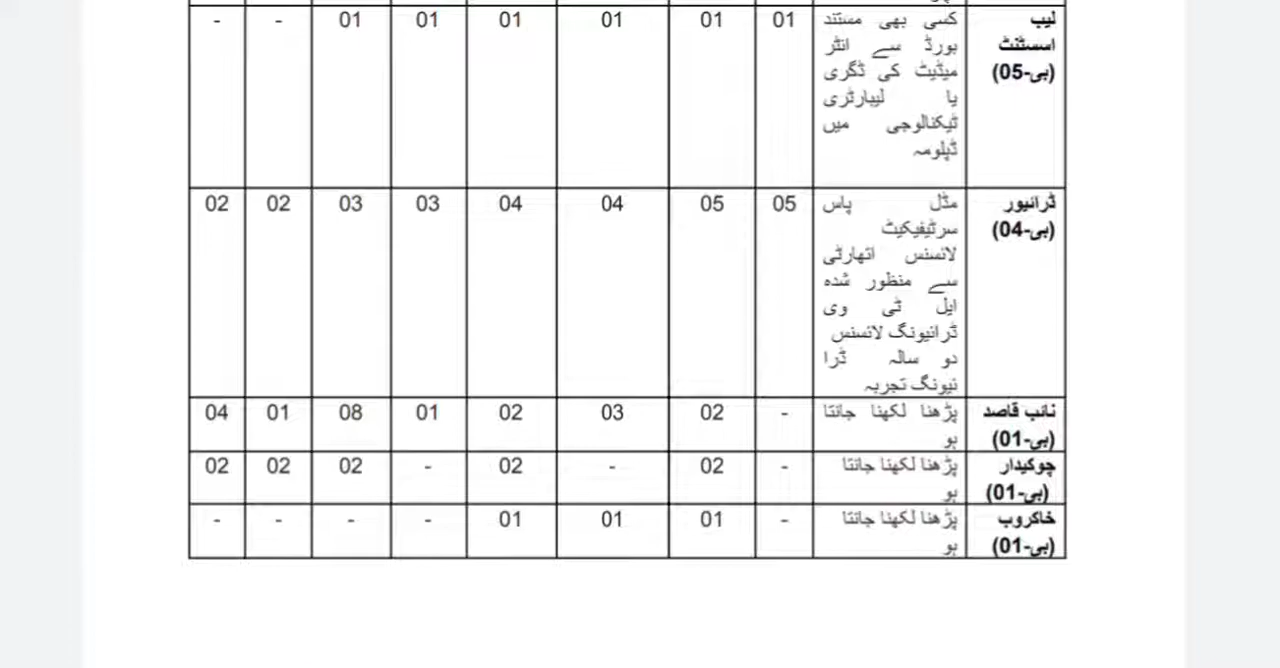 لیب کسی بھی مستند 01 01 01 01 01 01 - -
اسسٹنٹ بورڈ سے انٹر
(بی-05) میڈیٹ کی ڈگری
یا لیبارٹری
ٹیکنالوجی میں
ڈپلومہ
ڈرائیور مڈل پاس 05 05 04 04 03 03 02 02
(بی-04) سرٹیفیکیٹ
لائسنس اتھارٹی
سے منظور شدہ
ایل ٹی وی
ڈرائیونگ لائسنس
دو سالہ ڈرا
ئیونگ تجربہ
نائب قاصد پڑھنا لکھنا جانتا - 02 03 02 01 08 01 04
(بی-01) ہو
چوکیدار پڑھنا لکھنا جانتا - 02 - 02 - 02 02 02
(بی-01) ہو
خاکروب پڑھنا لکھنا جانتا - 01 01 01 - - - -
(بی-01) ہو